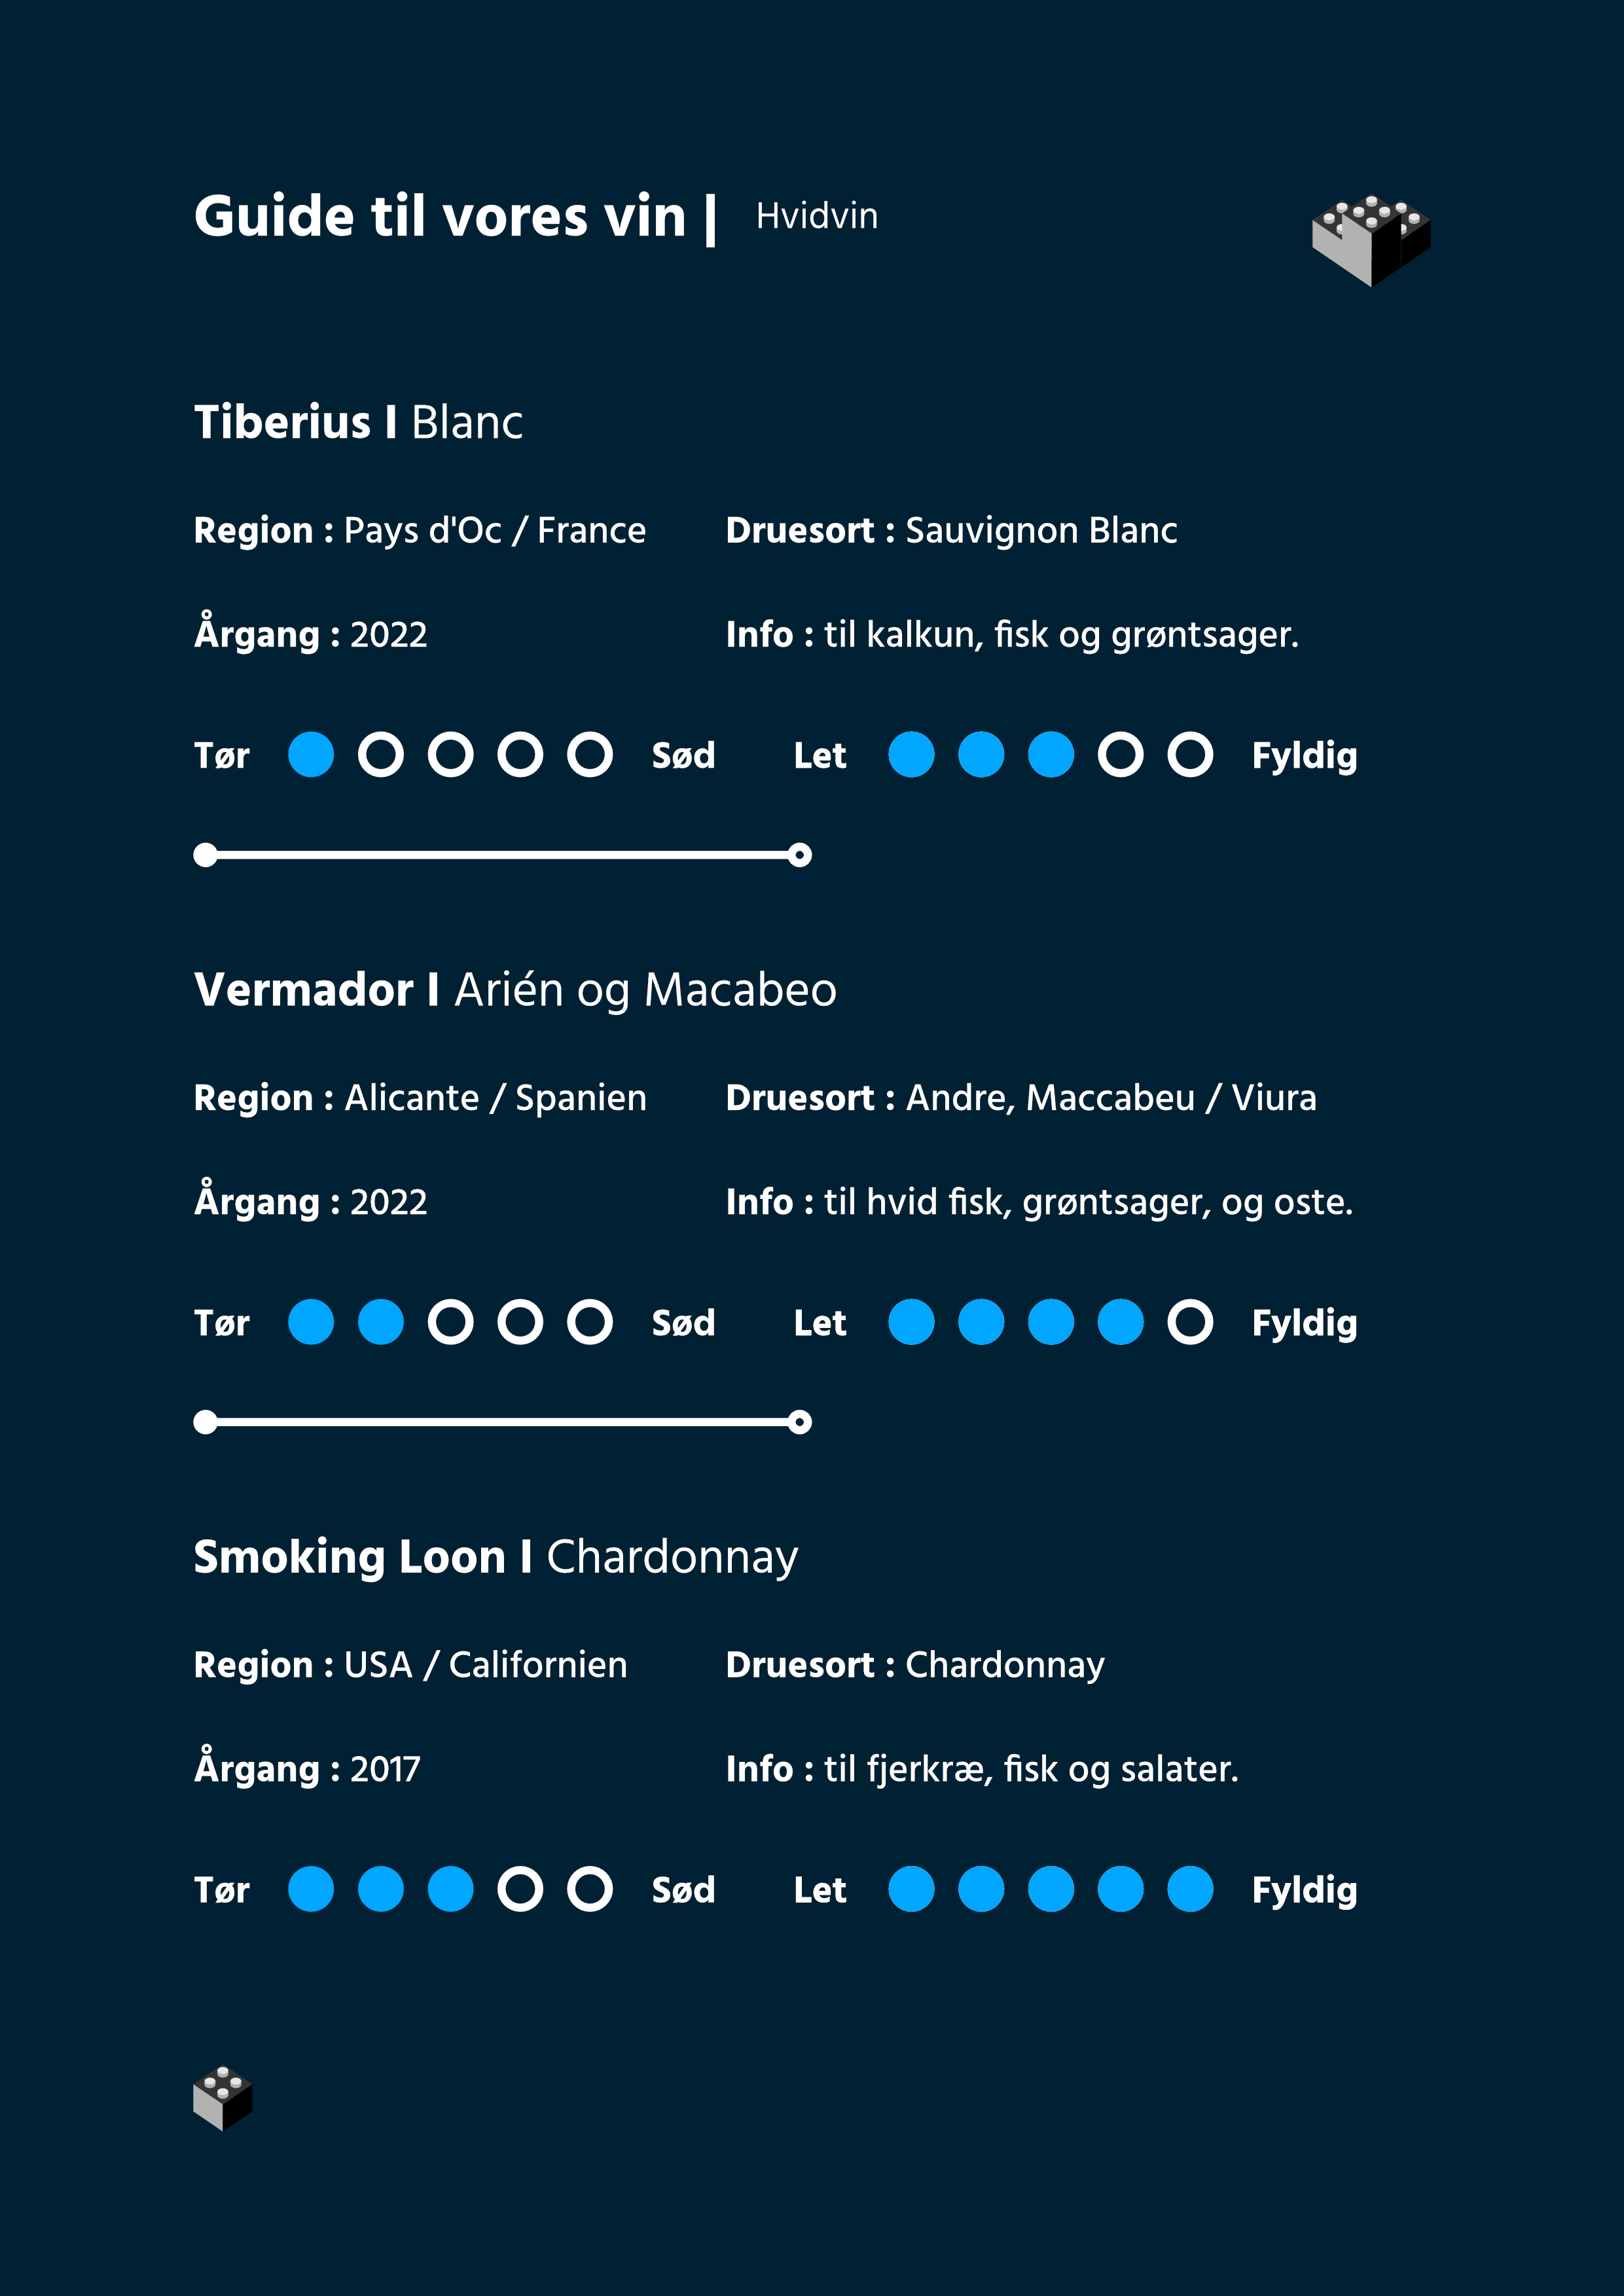 Guide til vores vin | Hvidvin
Tiberius I Blanc
Region : Pays d'Oc / France
Druesort : Sauvignon Blanc
Årgang : 2022
Info : til kalkun, fisk og grøntsager.
Tør Sød Let Fyldig
Vermador I Arién og Macabeo
Region : Alicante / Spanien
Druesort : Andre, Maccabeu / Viura
Årgang : 2022
Info : til hvid fisk, grøntsager, og oste.
Tør Sød Let Fyldig
Smoking Loon I Chardonnay
Region : USA / Californien
Druesort : Chardonnay
Årgang : 2017
Info : til fjerkræ, fisk og salater.
Tør Sød Let Fyldig